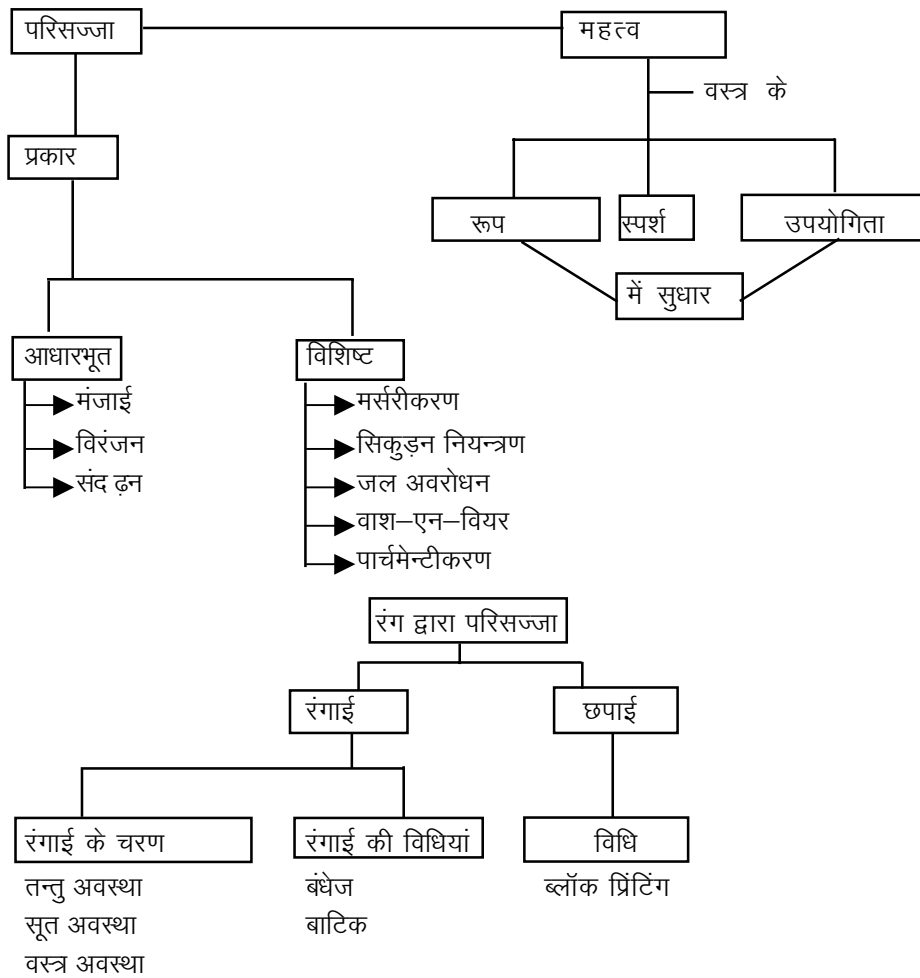 परिसज्जा
महत्व
वस्त्र के
प्रकार
रूप
स्पर्श
उपयोगिता
में सुधार
आधारभूत
मंजाई
विरंजन
संद ढ़न
विशिष्ट
मर्सरीकरण
सिकुड़न नियन्त्रण
जल अवरोधन
वाश–एन–वियर
पार्चमेन्टीकरण
रंग द्वारा परिसज्जा
रंगाई
छपाई
रंगाई के चरण
तन्तु अवस्था
सूत अवस्था
वस्त्र अवस्था
रंगाई की विधियां
बंधेज
बाटिक
विधि
ब्लॉक प्रिंटिंग